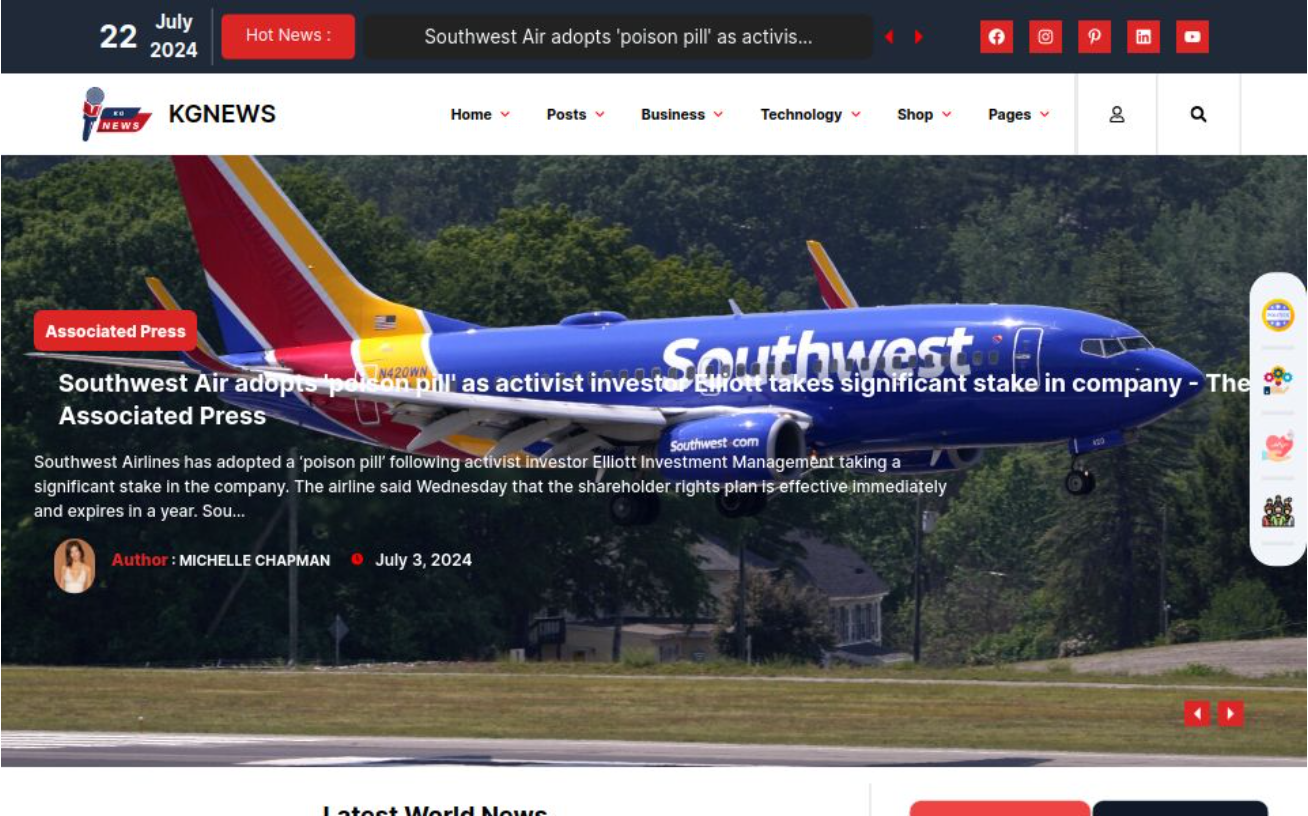 22
July
2024
Hot News :
Southwest Air adopts 'poison pill' as activis...
KG
NEWS
KGNEWS
Home
Posts
Business
Technology
Shop
Pages
Southwest
N420WN
Southwest.com
420
Associated Press
Southwest Air adopts 'poison pill' as activist investor Elliott takes significant stake in company - The
Associated Press
Southwest Airlines has adopted a ‘poison pill’ following activist investor Elliott Investment Management taking a
significant stake in the company. The airline said Wednesday that the shareholder rights plan is effective immediately
and expires in a year. Sou...
Author : MICHELLE CHAPMAN
July 3, 2024
Latest World News